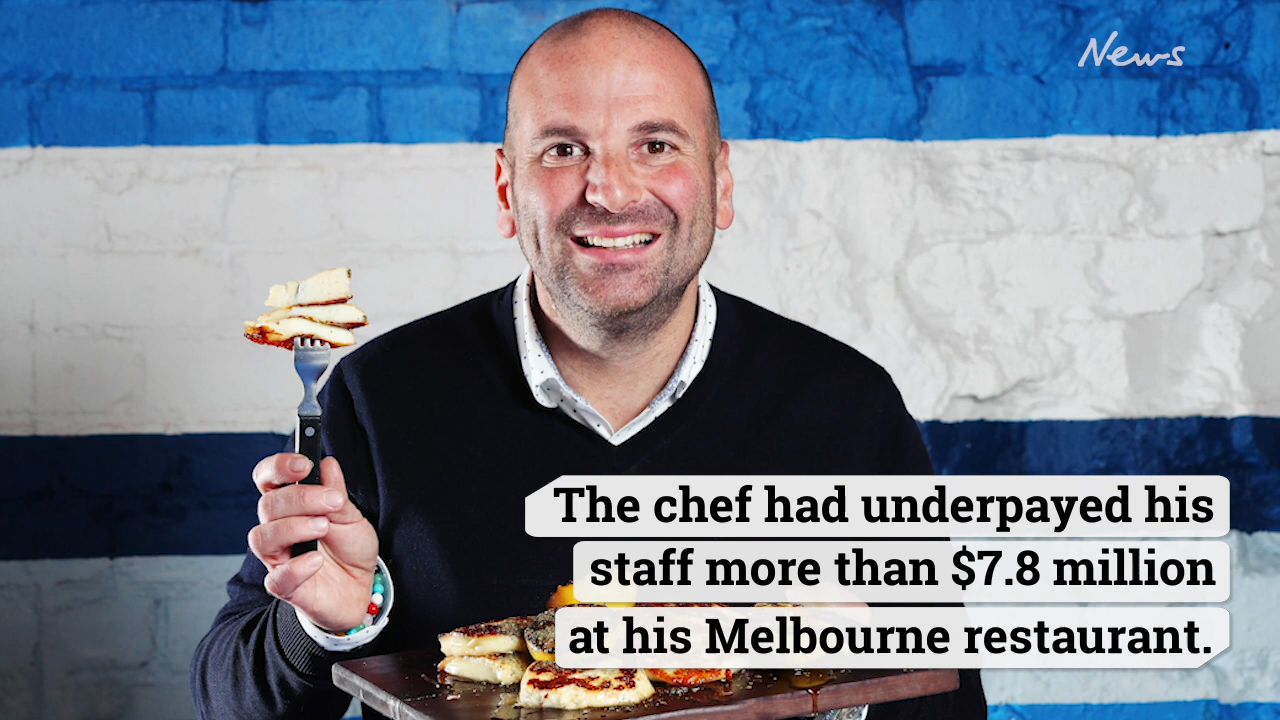 News
The chef had underpayed his
staff more than $7.8 million
at his Melbourne restaurant.